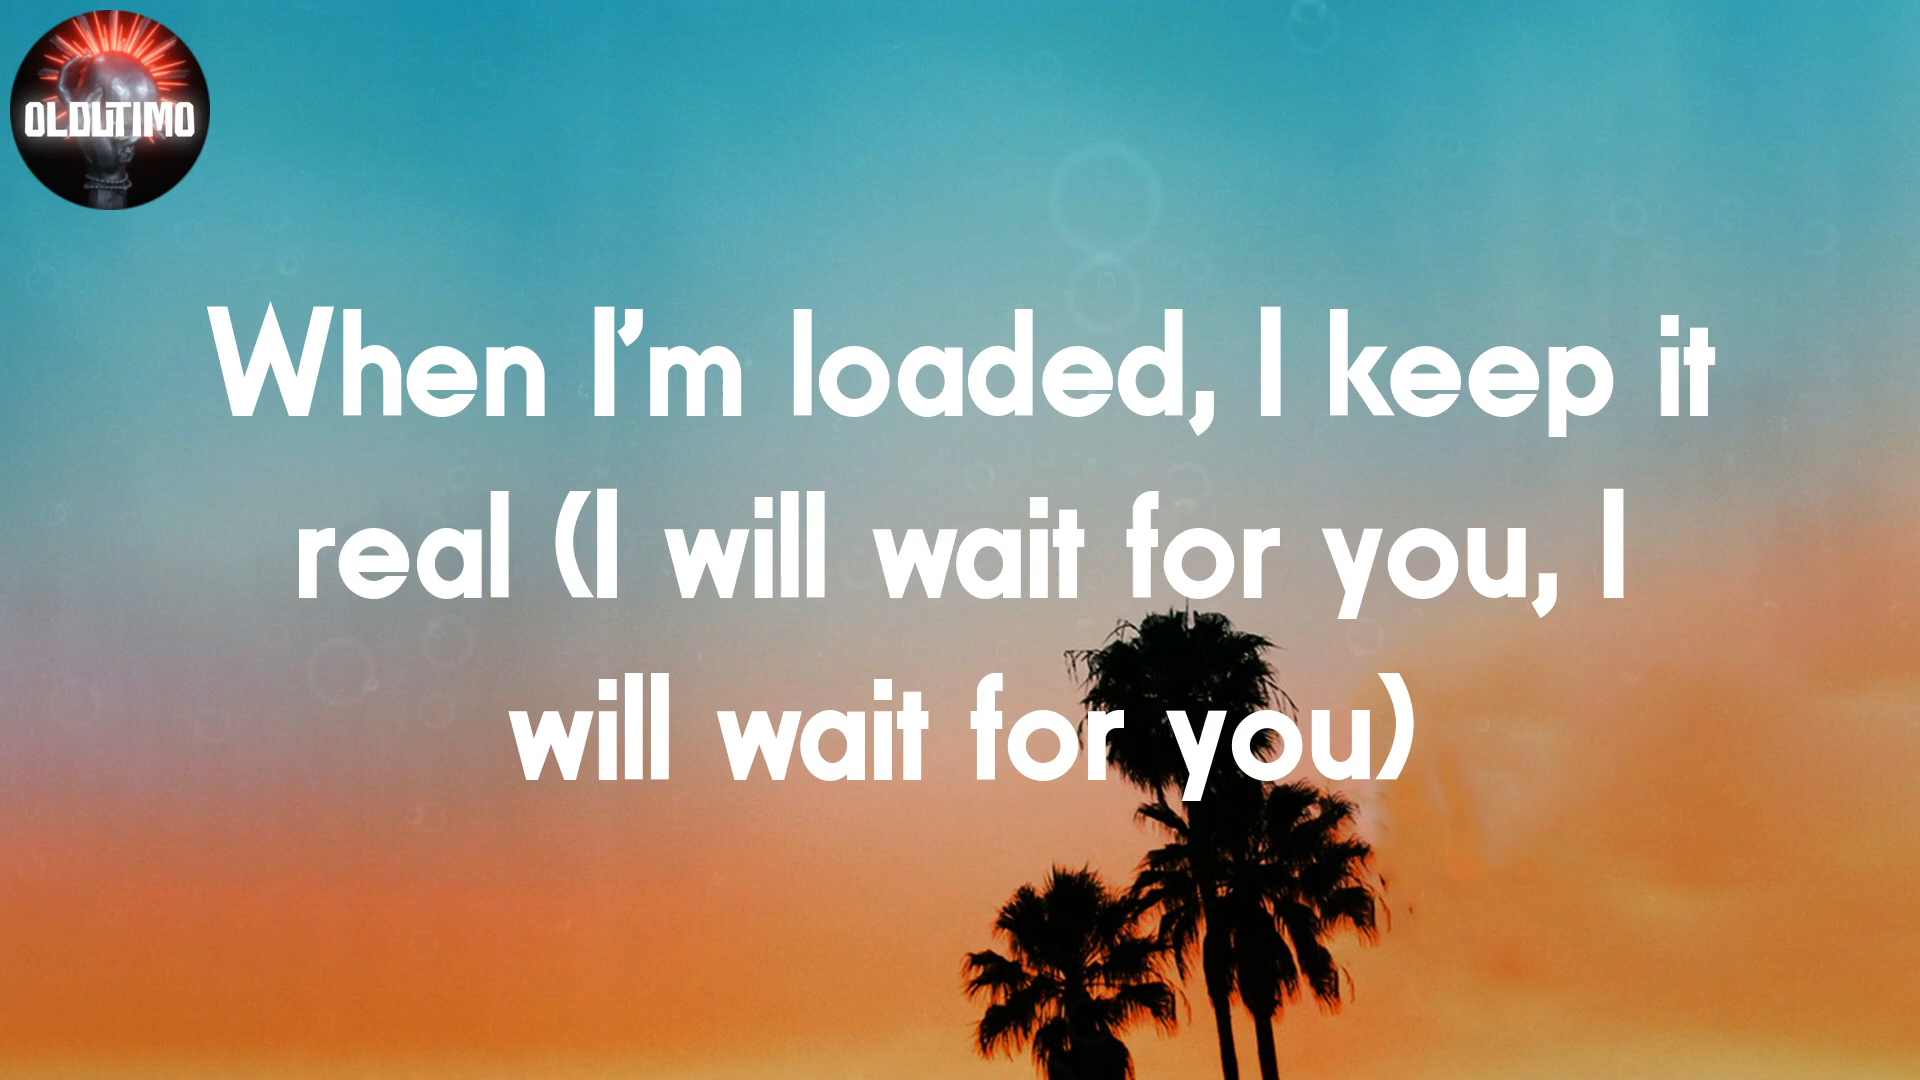 OLDUTIMO
When I'm loaded, I keep it
real (I will wait for you, I
will wait for you)